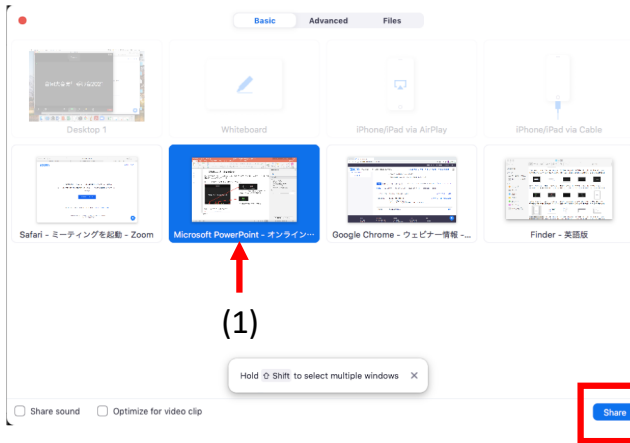 Basic Advanced Files
Desktop 1 Whiteboard iPhone/iPad via AirPlay iPhone/iPad via Cable
Safari - ミーティングを起動 - Zoom Microsoft PowerPoint - オンライン… Google Chrome - ウェビナー情報 -... Finder - 英語版
(1)
Hold ⇧ Shift to select multiple windows ✕
Share sound Optimize for video clip Share